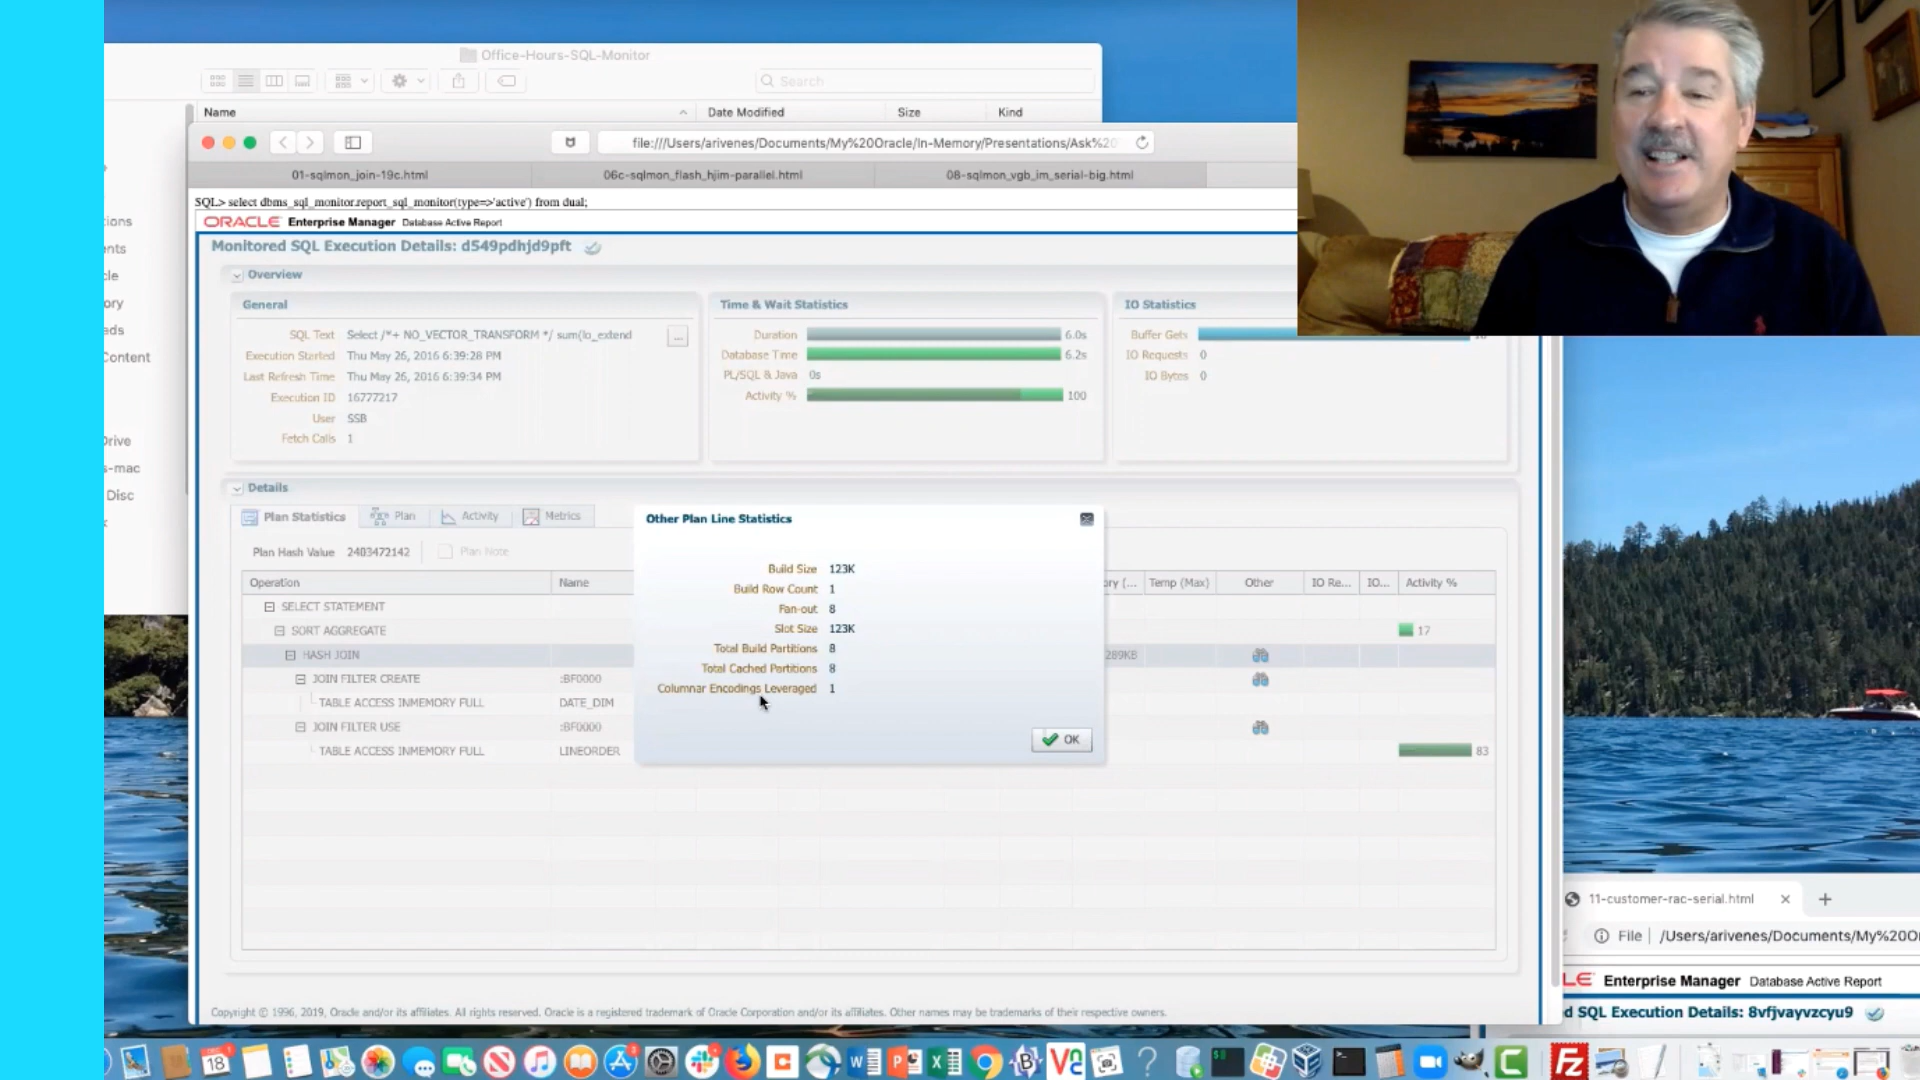 Office-Hours-SQL-Monitor
Search
Name Date Modified Size Kind
file:///Users/arivenes/Documents/My%20Oracle/In-Memory/Presentations/Ask%20
01-sqlmon_join-19c.html 06c-sqlmon_flash_hjim-parallel.html 08-sqlmon_vgb_im_serial-big.html
SQL> select dbms_sql_monitor.report_sql_monitor(type=>'active') from dual;
ORACLE Enterprise Manager Database Active Report
Monitored SQL Execution Details: d549pdhjd9pft
Overview
General
SQL Text Select /*+ NO_VECTOR_TRANSFORM */ sum(lo_extend ...
Execution Started Thu May 26, 2016 6:39:28 PM
Last Refresh Time Thu May 26, 2016 6:39:34 PM
Execution ID 16777217
User SSB
Fetch Calls 1
Time & Wait Statistics
Duration 6.0s
Database Time 6.2s
PL/SQL & Java 0s
Activity % 100
IO Statistics
Buffer Gets
IO Requests 0
IO Bytes 0
tions
ents
cle
ory
ads
Content
Drive
s-mac
Disc
Details
Plan Statistics Plan Activity Metrics
Plan Hash Value 2403472142 Plan Note
Operation Name ory (... Temp (Max) Other IO Re... IO... Activity %
SELECT STATEMENT
SORT AGGREGATE 17
HASH JOIN 289KB
JOIN FILTER CREATE :BF0000
TABLE ACCESS INMEMORY FULL DATE_DIM
JOIN FILTER USE :BF0000
TABLE ACCESS INMEMORY FULL LINEORDER 83
Other Plan Line Statistics
Build Size 123K
Build Row Count 1
Fan-out 8
Slot Size 123K
Total Build Partitions 8
Total Cached Partitions 8
Columnar Encodings Leveraged 1
OK
Copyright © 1996, 2019, Oracle and/or its affiliates. All rights reserved. Oracle is a registered trademark of Oracle Corporation and/or its affiliates. Other names may be trademarks of their respective owners.
11-customer-rac-serial.html
File /Users/arivenes/Documents/My%20O
LE Enterprise Manager Database Active Report
d SQL Execution Details: 8vfjvayvzcyu9
DEC
18